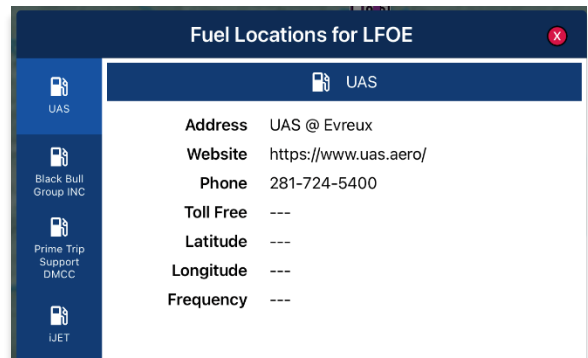 Fuel Locations for LFOE
X
UAS
Black Bull
Group INC
Prime Trip
Support
DMCC
iJET
UAS
Address UAS @ Evreux
Website https://www.uas.aero/
Phone 281-724-5400
Toll Free ---
Latitude ---
Longitude ---
Frequency ---